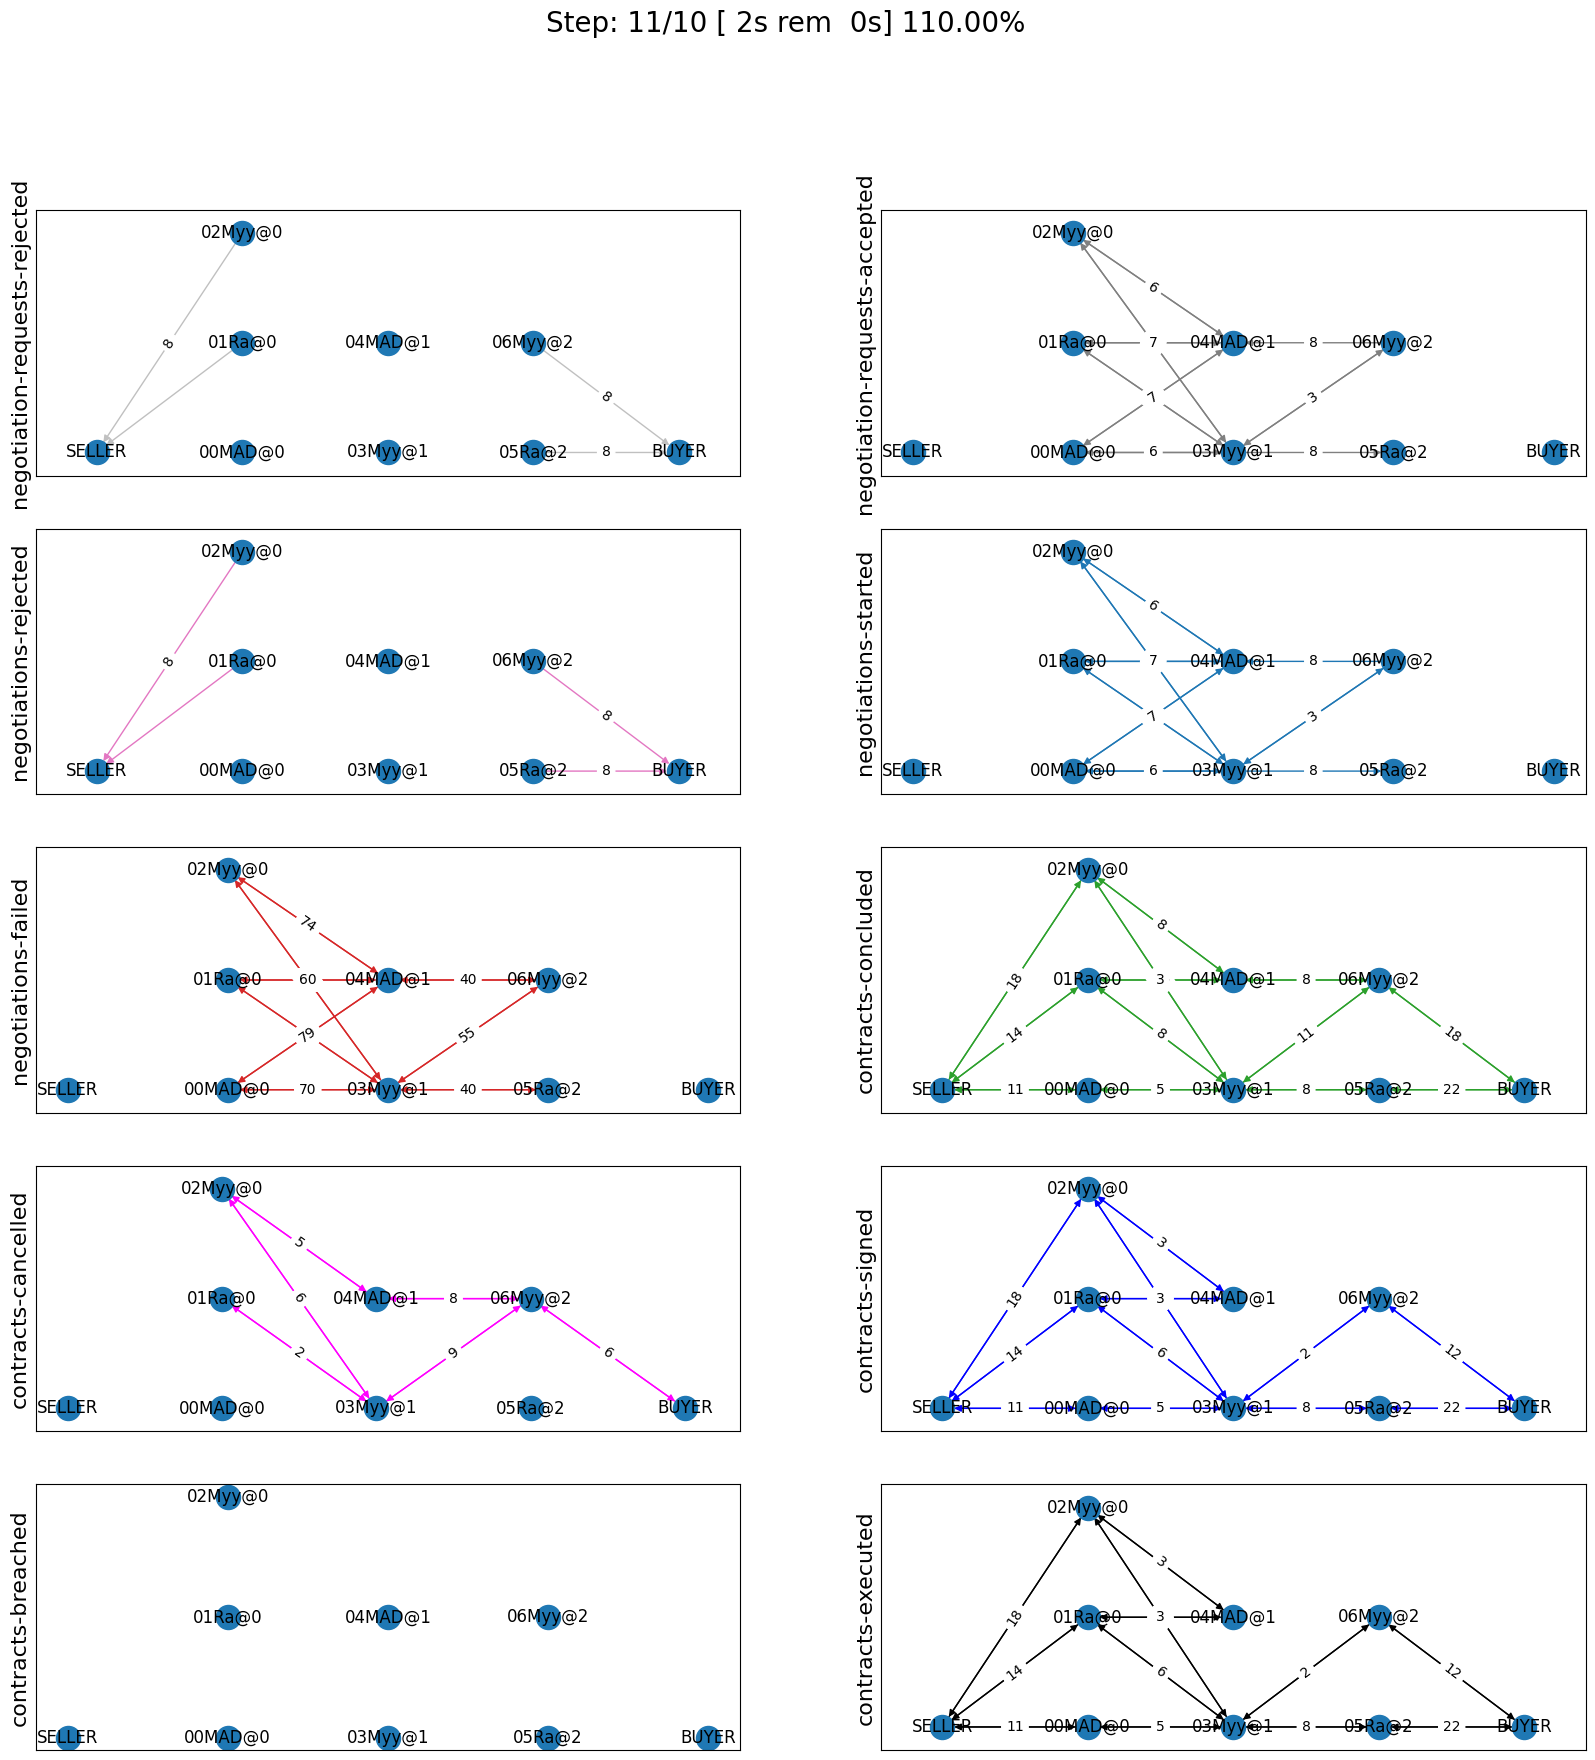 Step: 11/10 [ 2s rem  0s] 110.00%
negotiation-requests-rejected
02Myy@0
8
01Ra@0
04MAD@1
06Myy@2
8
SELLER
00MAD@0
03Myy@1
05Ra@2
8
BUYER
negotiation-requests-accepted
02Myy@0
6
01Ra@0
7
04MAD@1
8
06Myy@2
7
3
SELLER
00MAD@0
6
03Myy@1
8
05Ra@2
BUYER
negotiations-rejected
02Myy@0
8
01Ra@0
04MAD@1
06Myy@2
8
SELLER
00MAD@0
03Myy@1
05Ra@2
8
BUYER
negotiations-started
02Myy@0
6
01Ra@0
7
04MAD@1
8
06Myy@2
7
3
SELLER
00MAD@0
6
03Myy@1
8
05Ra@2
BUYER
negotiations-failed
02Myy@0
74
01Ra@0
60
04MAD@1
40
06Myy@2
79
55
SELLER
00MAD@0
70
03Myy@1
40
05Ra@2
BUYER
contracts-concluded
02Myy@0
8
18
01Ra@0
3
04MAD@1
8
06Myy@2
14
8
11
18
SELLER
11
00MAD@0
5
03Myy@1
8
05Ra@2
22
BUYER
contracts-cancelled
02Myy@0
5
01Ra@0
6
04MAD@1
8
06Myy@2
2
9
6
SELLER
00MAD@0
03Myy@1
05Ra@2
BUYER
contracts-signed
02Myy@0
3
18
01Ra@0
3
04MAD@1
06Myy@2
14
6
2
12
SELLER
11
00MAD@0
5
03Myy@1
8
05Ra@2
22
BUYER
contracts-breached
02Myy@0
01Ra@0
04MAD@1
06Myy@2
SELLER
00MAD@0
03Myy@1
05Ra@2
BUYER
contracts-executed
02Myy@0
3
18
01Ra@0
3
04MAD@1
06Myy@2
14
6
2
12
SELLER
11
00MAD@0
5
03Myy@1
8
05Ra@2
22
BUYER